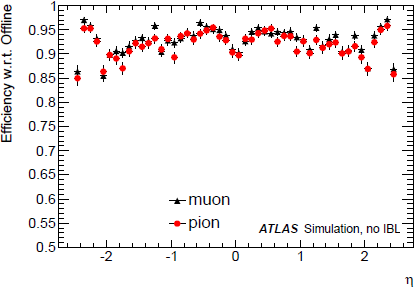 Efficiency w.r.t. Offline
1
0.95
0.9
0.85
0.8
0.75
0.7
0.65
0.6
0.55
0.5
muon
pion
ATLAS Simulation, no IBL
-2 -1 0 1 2
η